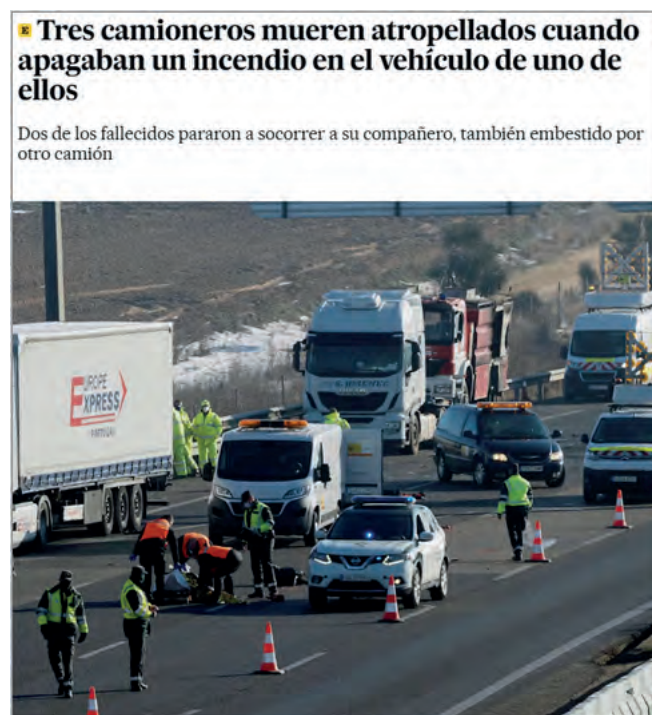 E Tres camioneros mueren atropellados cuando
apagaban un incendio en el vehículo de uno de
ellos
Dos de los fallecidos pararon a socorrer a su compañero, también embestido por
otro camión
EUROPE
EXPRESS